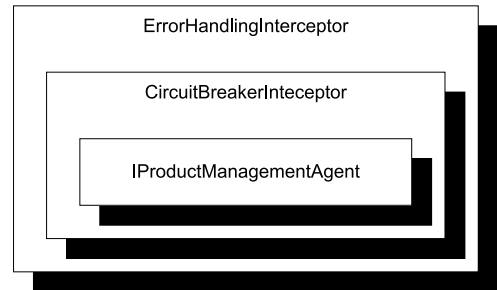 ErrorHandlingInterceptor
CircuitBreakerInteceptor
IProductManagementAgent